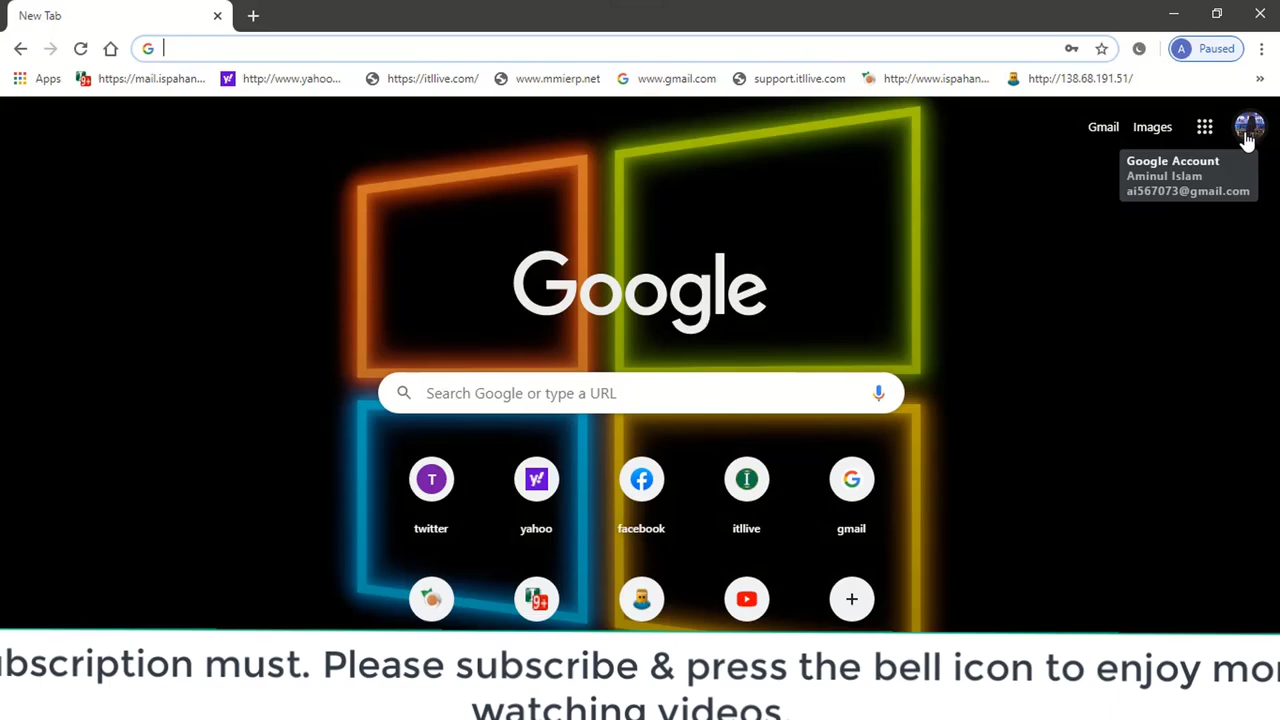 New Tab
A Paused
Apps https://mail.ispahan... http://www.yahoo... https://itllive.com/ www.mmierp.net www.gmail.com support.itllive.com http://www.ispahan... http://138.68.191.51/ »
Gmail Images
Google Account
Aminul Islam
ai567073@gmail.com
Google
Search Google or type a URL
T y! I G
twitter yahoo facebook itllive gmail
g+
ubscription must. Please subscribe & press the bell icon to enjoy mor
watching videos.